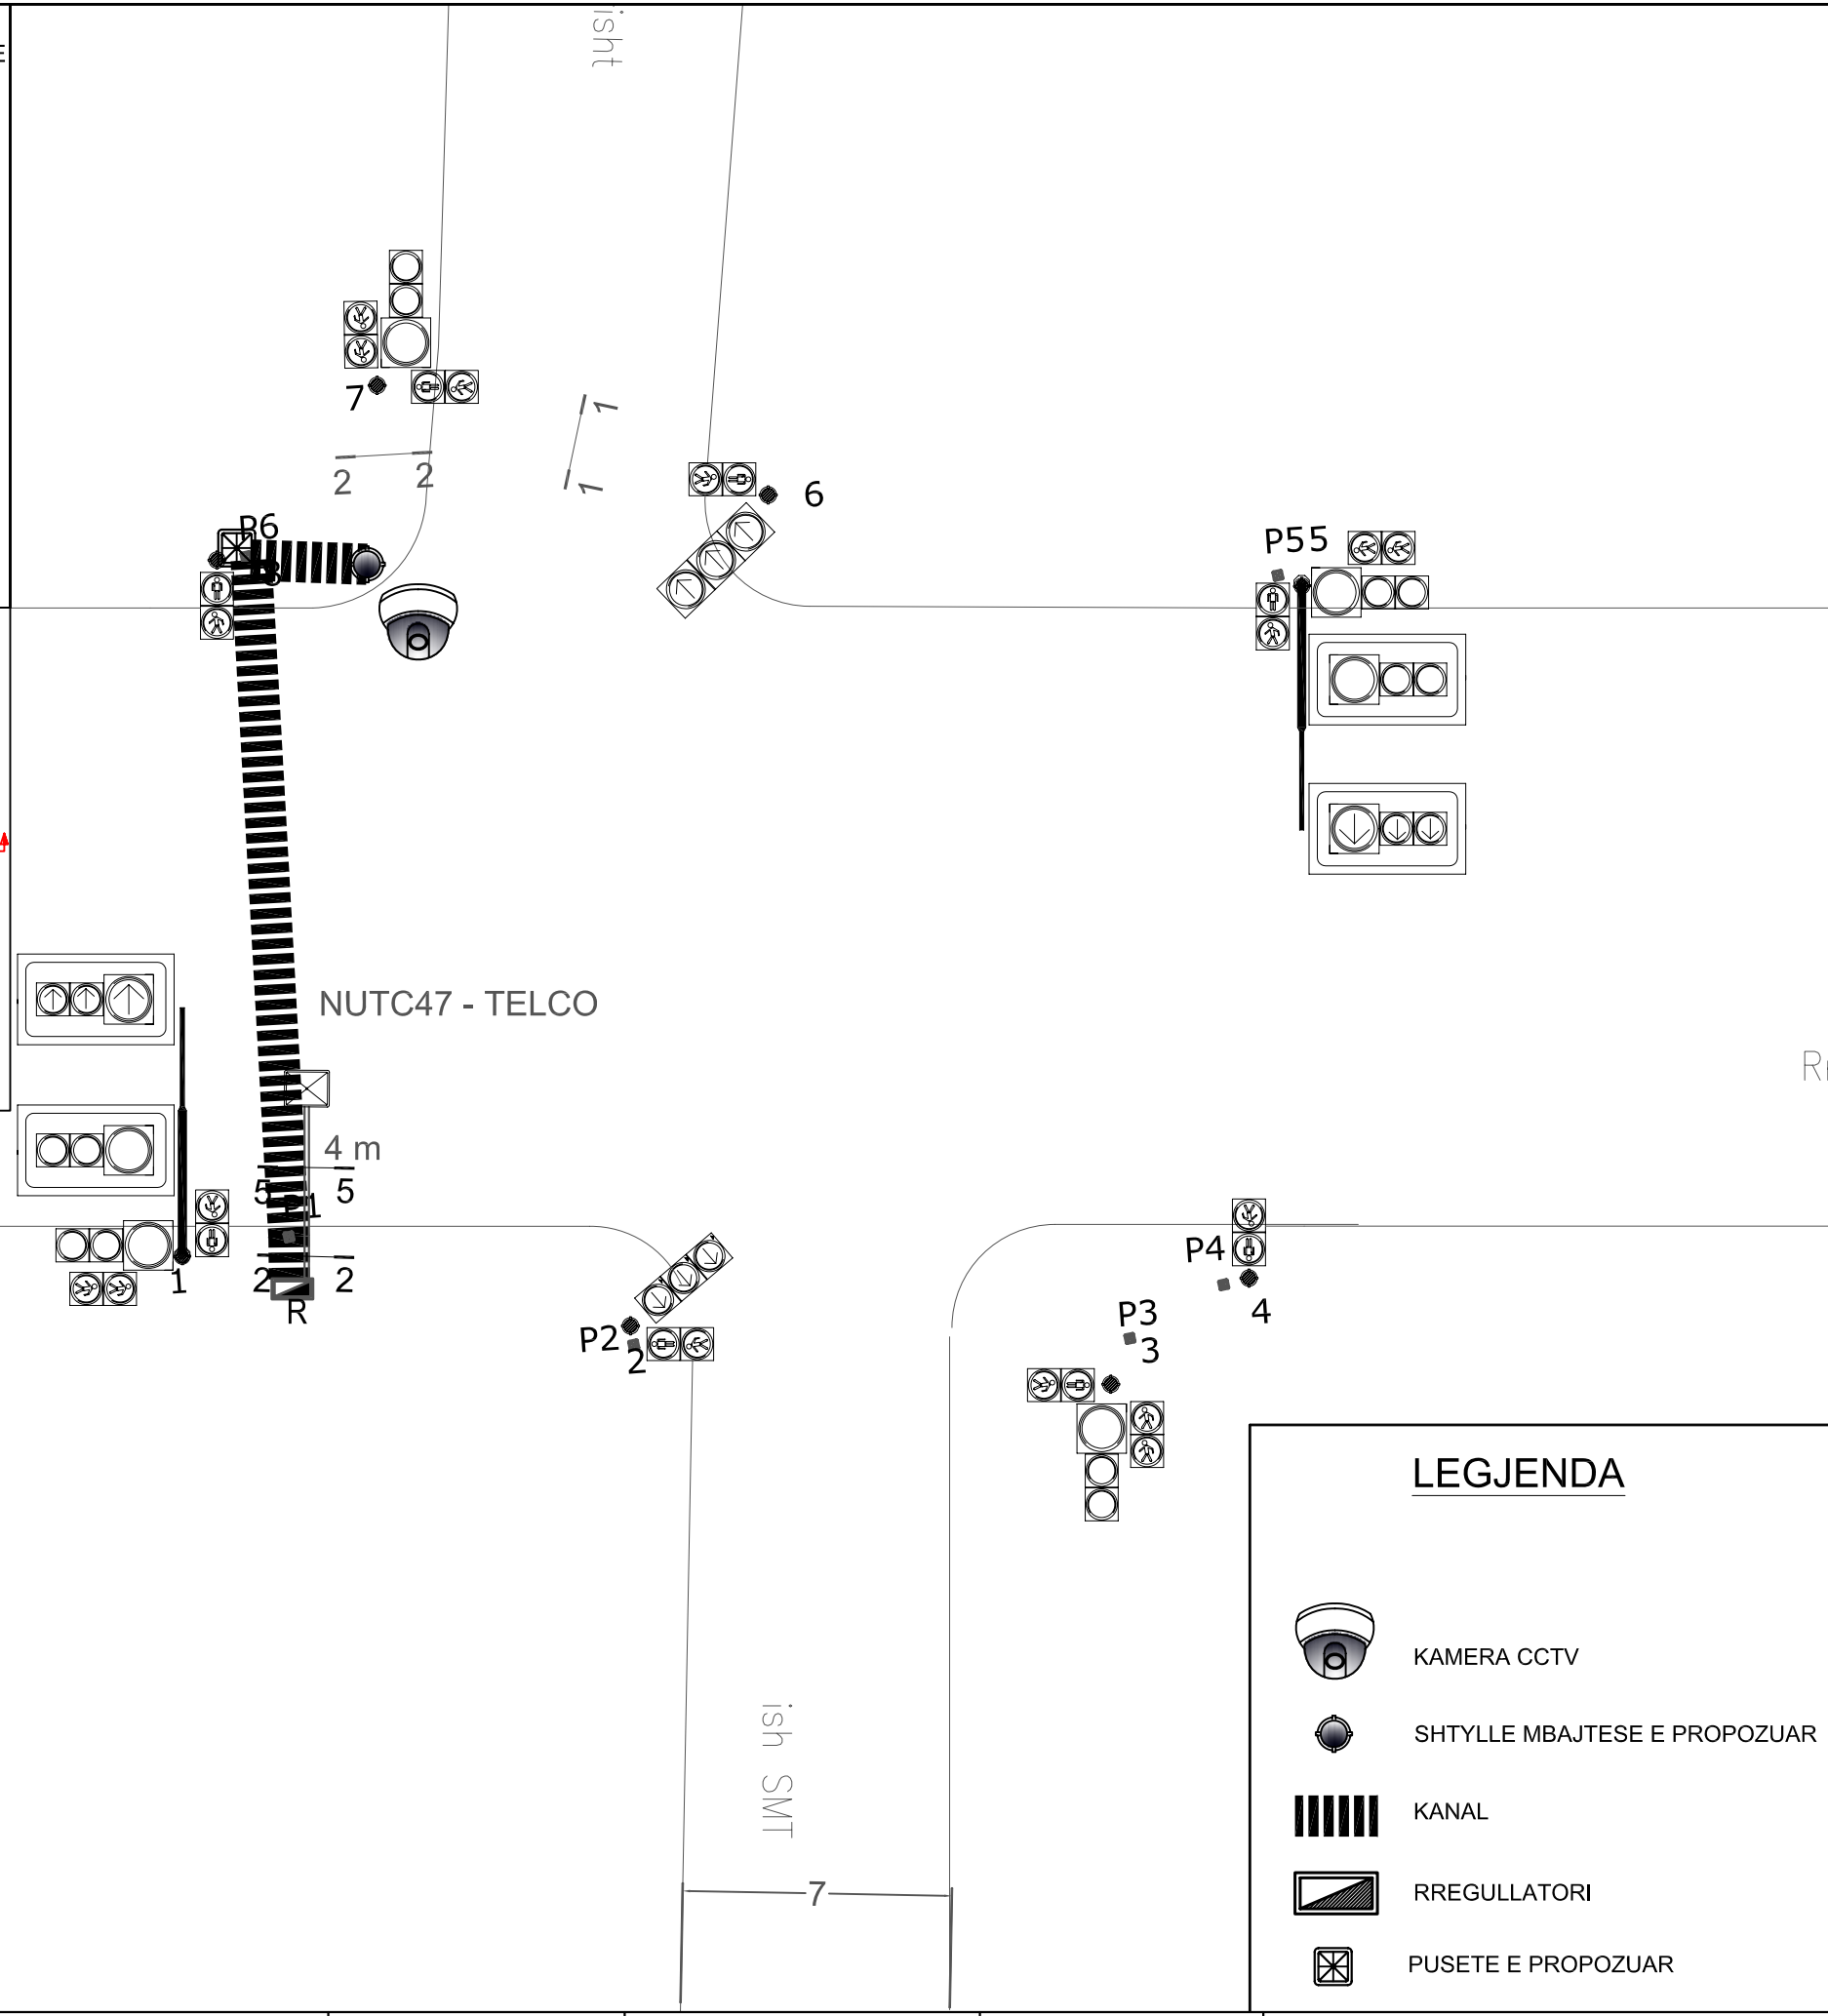 E
isht
7
1
1
2
2
6
P6
8
P5 5
NUTC47 - TELCO
4 m
5
5
P1
1
2
2
R
P2
2
P4
4
P3
3
LEGJENDA
KAMERA CCTV
SHTYLLE MBAJTESE E PROPOZUAR
KANAL
RREGULLATORI
PUSETE E PROPOZUAR
ish SMT
7